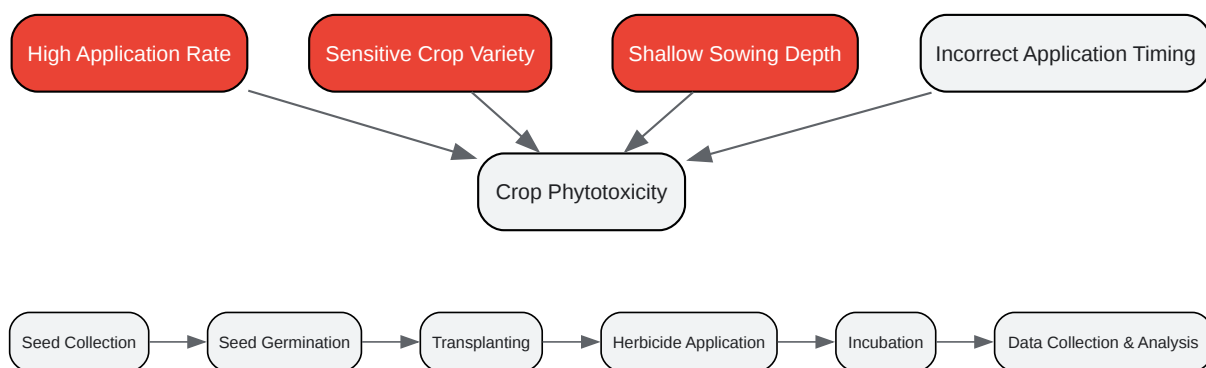 High Application Rate
Sensitive Crop Variety
Shallow Sowing Depth
Incorrect Application Timing
Crop Phytotoxicity
Seed Collection
Seed Germination
Transplanting
Herbicide Application
Incubation
Data Collection & Analysis